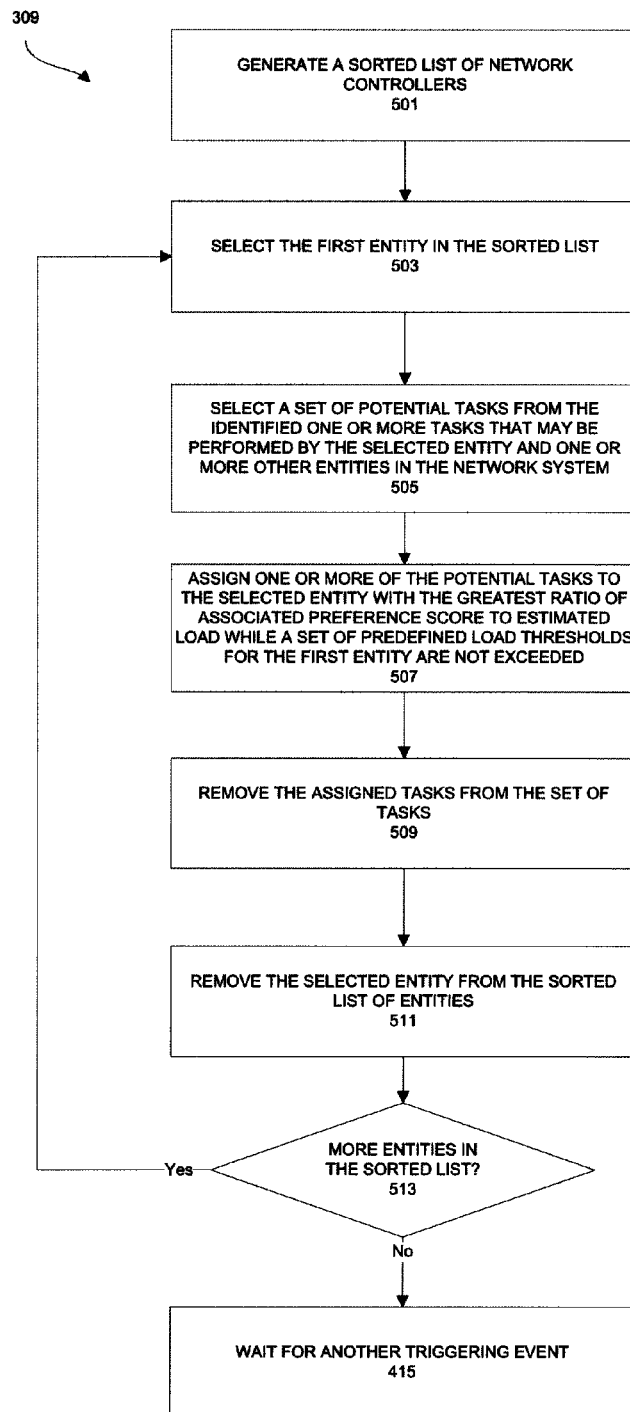 309
GENERATE A SORTED LIST OF NETWORK
CONTROLLERS
501
SELECT THE FIRST ENTITY IN THE SORTED LIST
503
SELECT A SET OF POTENTIAL TASKS FROM THE
IDENTIFIED ONE OR MORE TASKS THAT MAY BE
PERFORMED BY THE SELECTED ENTITY AND ONE OR
MORE OTHER ENTITIES IN THE NETWORK SYSTEM
505
ASSIGN ONE OR MORE OF THE POTENTIAL TASKS TO
THE SELECTED ENTITY WITH THE GREATEST RATIO OF
ASSOCIATED PREFERENCE SCORE TO ESTIMATED
LOAD WHILE A SET OF PREDEFINED LOAD THRESHOLDS
FOR THE FIRST ENTITY ARE NOT EXCEEDED
507
REMOVE THE ASSIGNED TASKS FROM THE SET OF
TASKS
509
REMOVE THE SELECTED ENTITY FROM THE SORTED
LIST OF ENTITIES
511
MORE ENTITIES IN
THE SORTED LIST?
513
Yes
No
WAIT FOR ANOTHER TRIGGERING EVENT
415